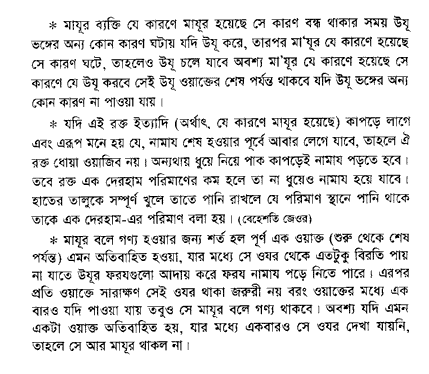 * মাযূর ব্যক্তি যে কারণে মাযূর হয়েছে সে কারণ বন্ধ থাকার সময় উযূ
ভঙ্গের অন্য কোন কারণ ঘটায় যদি উযূ করে, তারপর মা'যূর যে কারণে হয়েছে
সে কারণ ঘটে, তাহলেও উযূ চলে যাবে অবশ্য মা'যূর যে কারণে হয়েছে সে
কারণে যে উযূ করবে সেই উযূ ওয়াক্তের শেষ পর্যন্ত থাকবে যদি উযূ ভঙ্গের অন্য
কোন কারণ না পাওয়া যায়।
* যদি এই রক্ত ইত্যাদি (অর্থাৎ, যে কারণে মাযূর হয়েছে) কাপড়ে লাগে
এবং এরূপ মনে হয় যে, নামায শেষ হওয়ার পূর্বে আবার লেগে যাবে, তাহলে ঐ
রক্ত ধোয়া ওয়াজিব নয়। অন্যথায় ধুয়ে নিয়ে পাক কাপড়েই নামায পড়তে হবে।
তবে রক্ত এক দেরহাম পরিমাণের কম হলে তা না ধুয়েও নামায হয়ে যাবে।
হাতের তালুকে সম্পূর্ণ খুলে তাতে পানি রাখলে যে পরিমাণ স্থানে পানি থাকে
তাকে এক দেরহাম-এর পরিমাণ বলা হয়। (বেহেশতি জেওর)
* মাযূর বলে গণ্য হওয়ার জন্য শর্ত হল পূর্ণ এক ওয়াক্ত (শুরু থেকে শেষ
পর্যন্ত) এমন অতিবাহিত হওয়া, যার মধ্যে সে ওযর থেকে এতটুকু বিরতি পায়
না যাতে উযূর ফরযগুলো আদায় করে ফরয নামায পড়ে নিতে পারে। এরপর
প্রতি ওয়াক্তে সারাক্ষণ সেই ওযর থাকা জরুরী নয় বরং ওয়াক্তের মধ্যে এক
বারও যদি পাওয়া যায় তবুও সে মাযূর বলে গণ্য থাকবে। অবশ্য যদি এমন
একটা ওয়াক্ত অতিবাহিত হয়, যার মধ্যে একবারও সে ওযর দেখা যায়নি,
তাহলে সে আর মাযূর থাকল না।